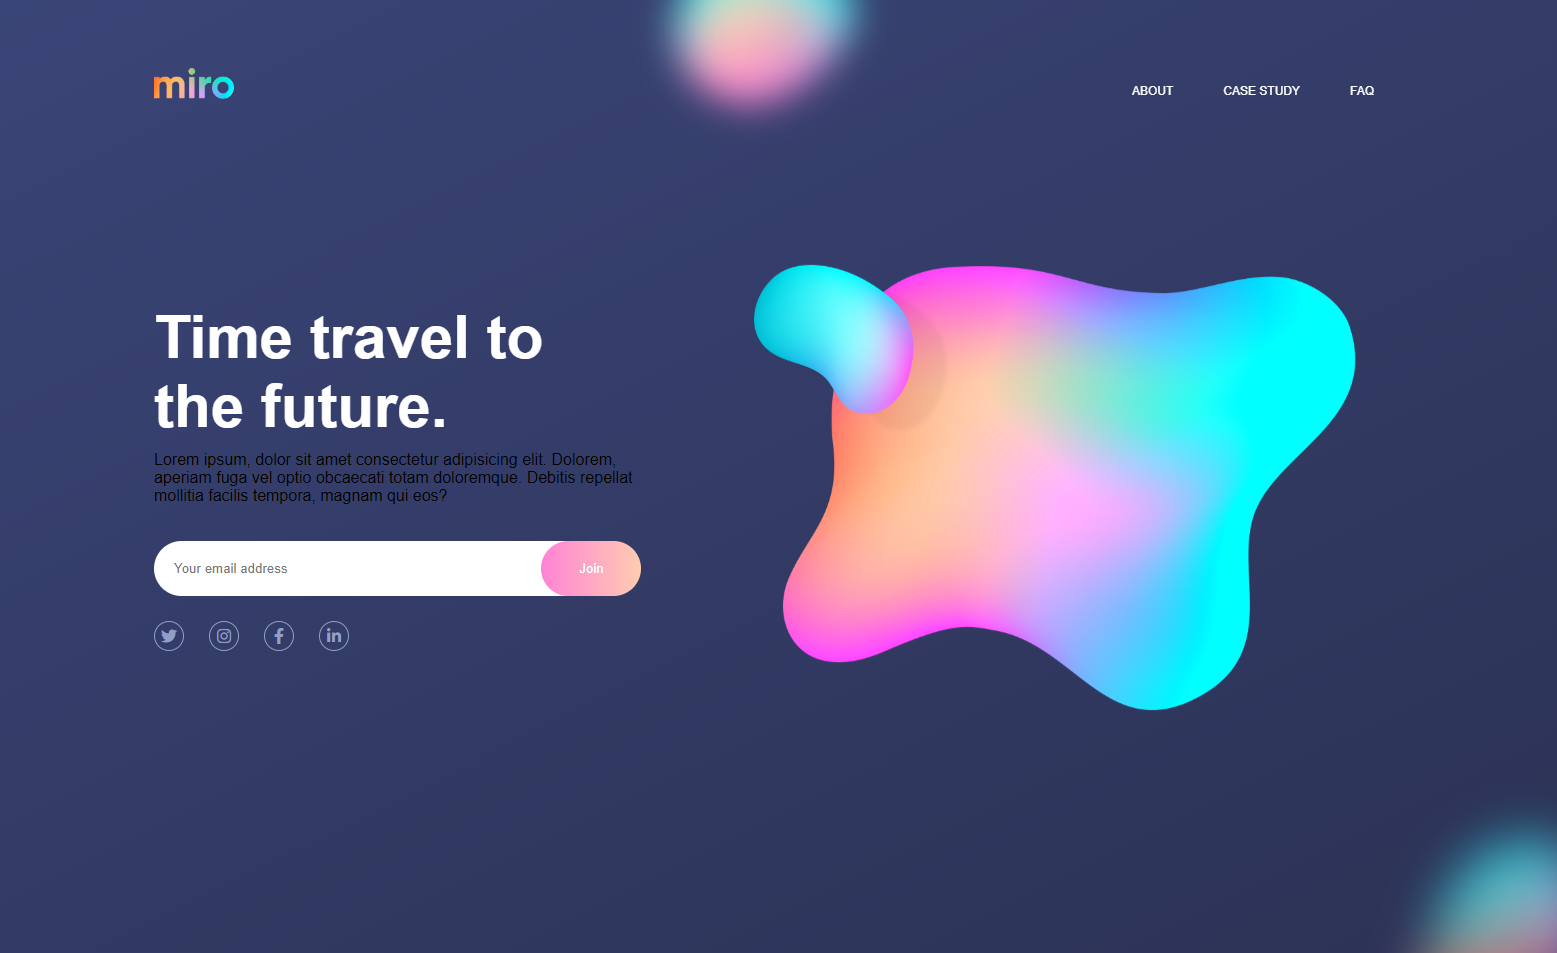 miro
ABOUT CASE STUDY FAQ
Time travel to
the future.
Lorem ipsum, dolor sit amet consectetur adipisicing elit. Dolorem,
aperiam fuga vel optio obcaecati totam doloremque. Debitis repellat
mollitia facilis tempora, magnam qui eos?
Your email address Join